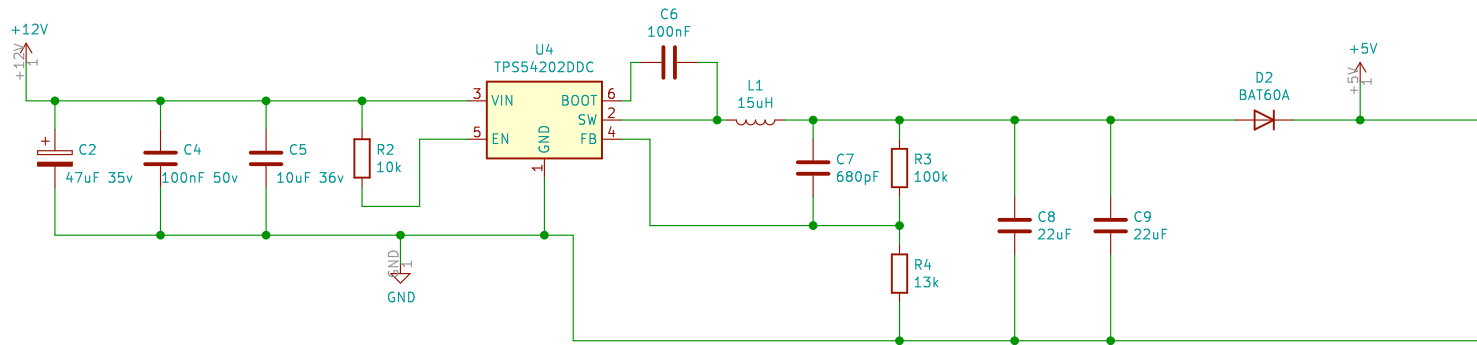 +12V
+12V
1
C2
47uF 35v
C4
100nF 50v
C5
10uF 36v
R2
10k
GND
1
GND
U4
TPS54202DDC
3
VIN
5
EN
GND
1
BOOT
6
SW
2
FB
4
C6
100nF
L1
15uH
C7
680pF
R3
100k
R4
13k
C8
22uF
C9
22uF
D2
BAT60A
+5V
+5V
1